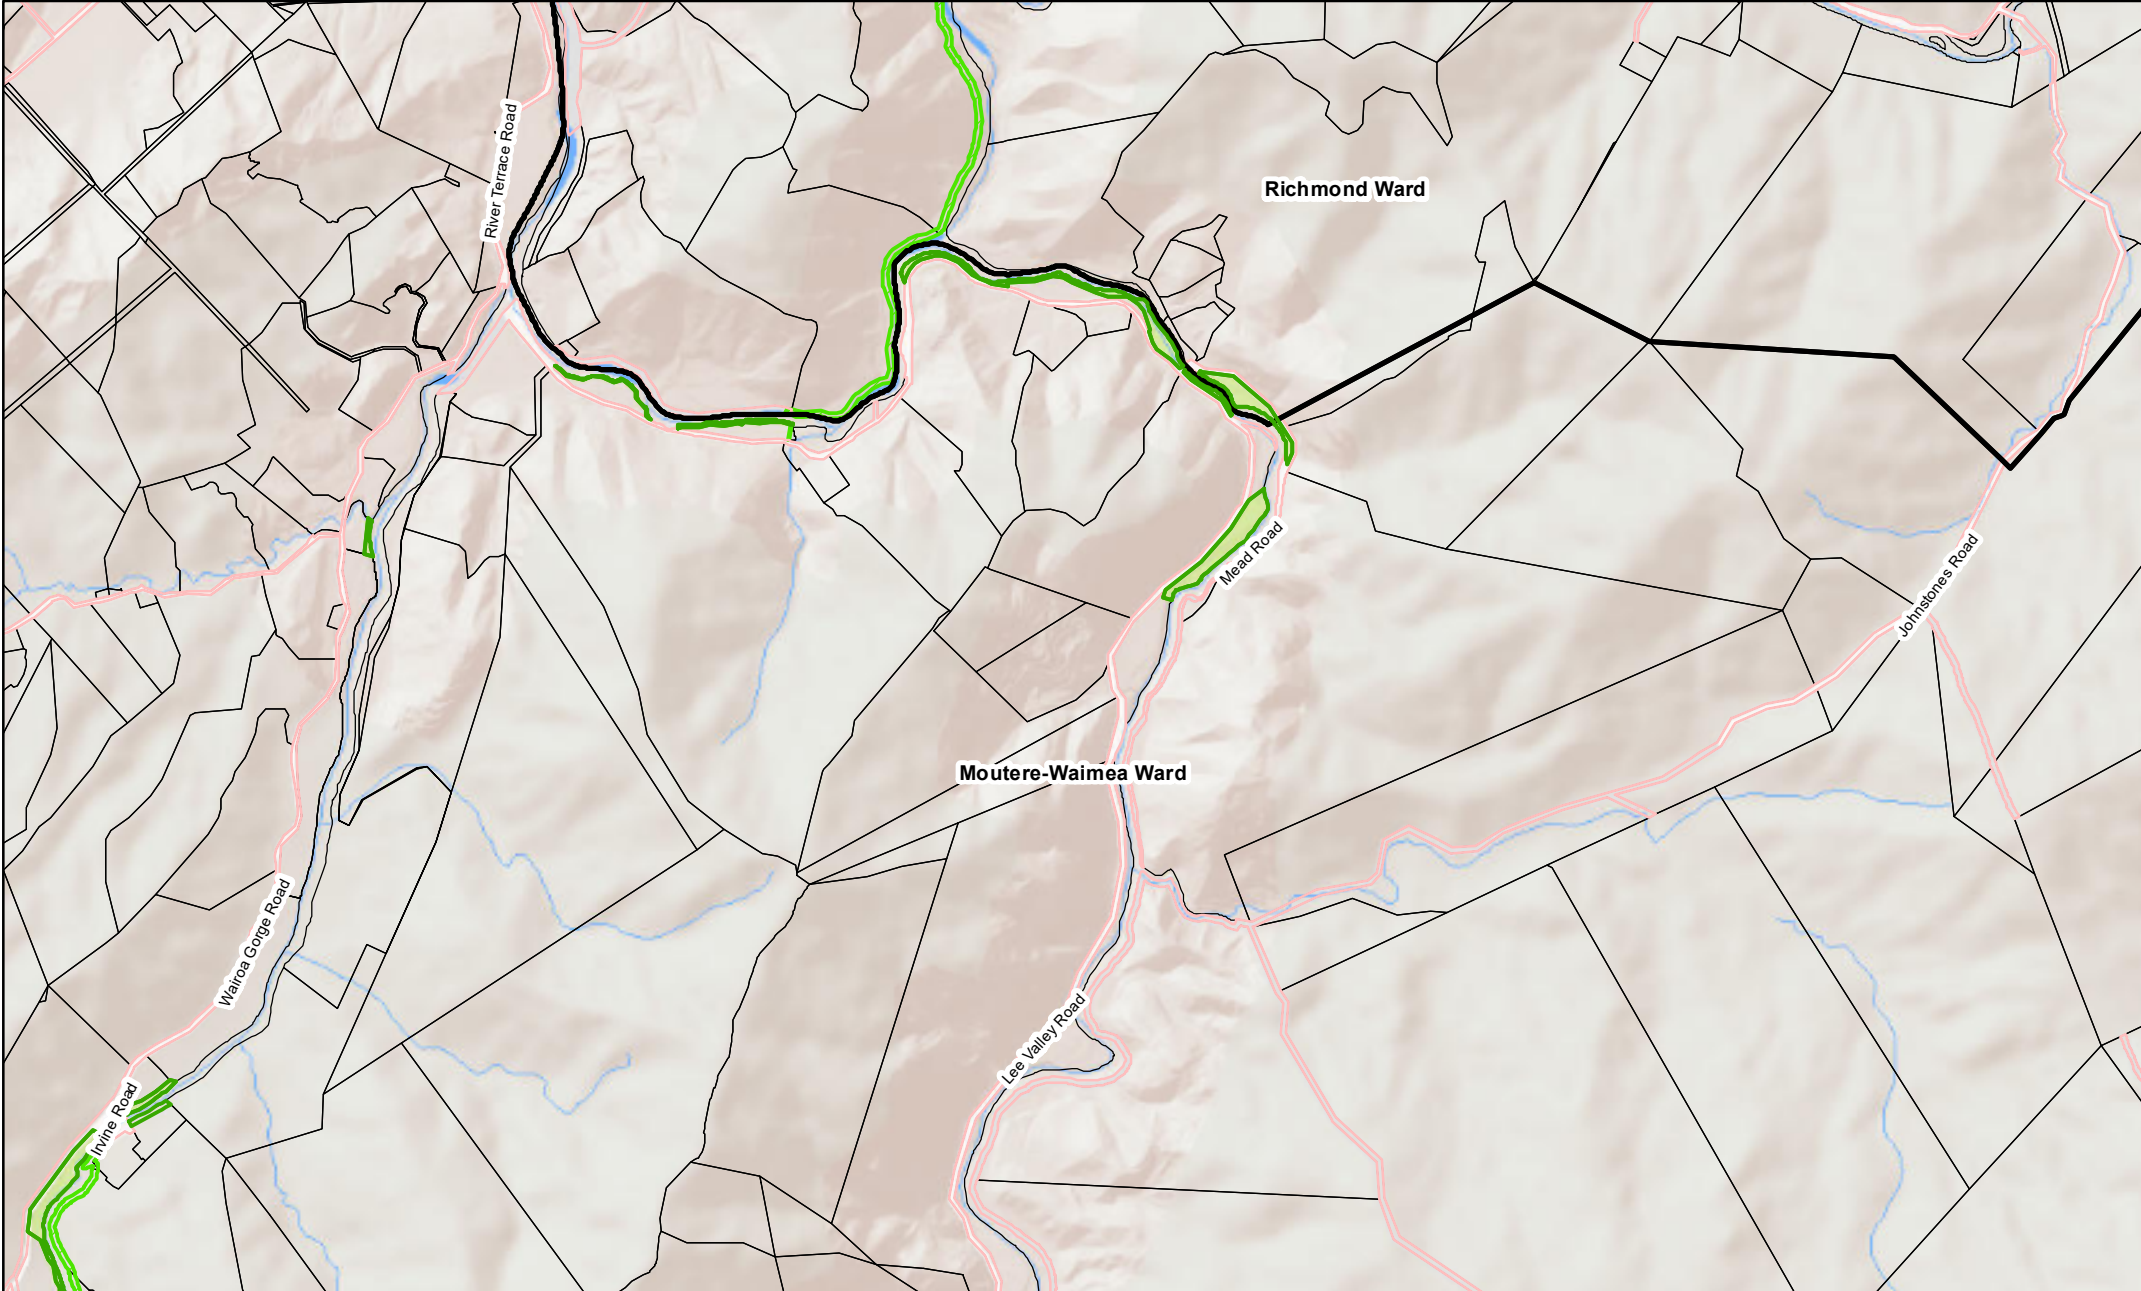 River Terrace Road
Richmond Ward
Mead Road
Johnstones Road
Moutere-Waimea Ward
Wairoa Gorge Road
Lee Valley Road
Irvine Road